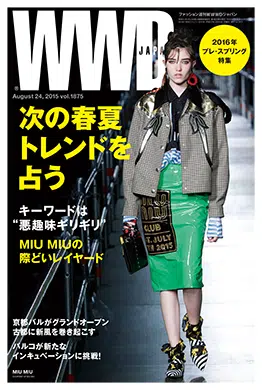 ファッション週刊紙 WWDジャパン
WWD
JAPAN
August 24, 2015 vol.1875
2016年
プレ・スプリング
特集
次の春夏
トレンドを
占う
キーワードは
“悪趣味ギリギリ”
MIU MIUの
際どいレイヤード
CLUB
ST. JULY
2015
京都バルがグランドオープン
古都に新風を巻き起こす
パルコが新たな
インキュベーションに挑戦!
MIU MIU